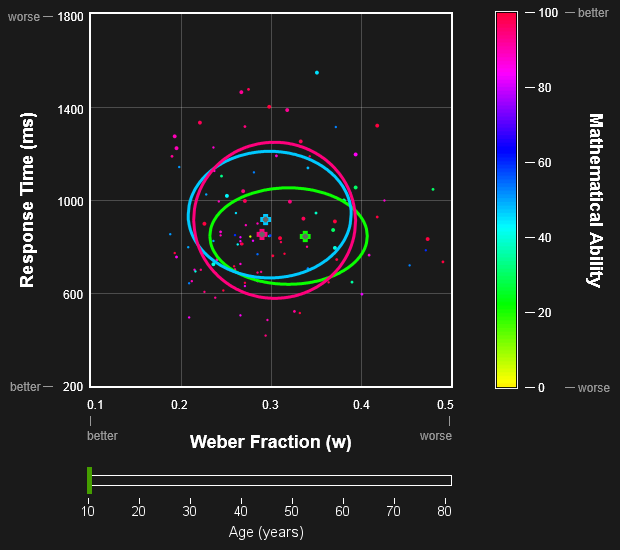 worse
1800
1400
1000
600
better
200
Response Time (ms)
0.1
0.2
0.3
0.4
0.5
better
worse
Weber Fraction (w)
10
20
30
40
50
60
70
80
Age (years)
100
better
80
60
40
20
0
worse
Mathematical Ability